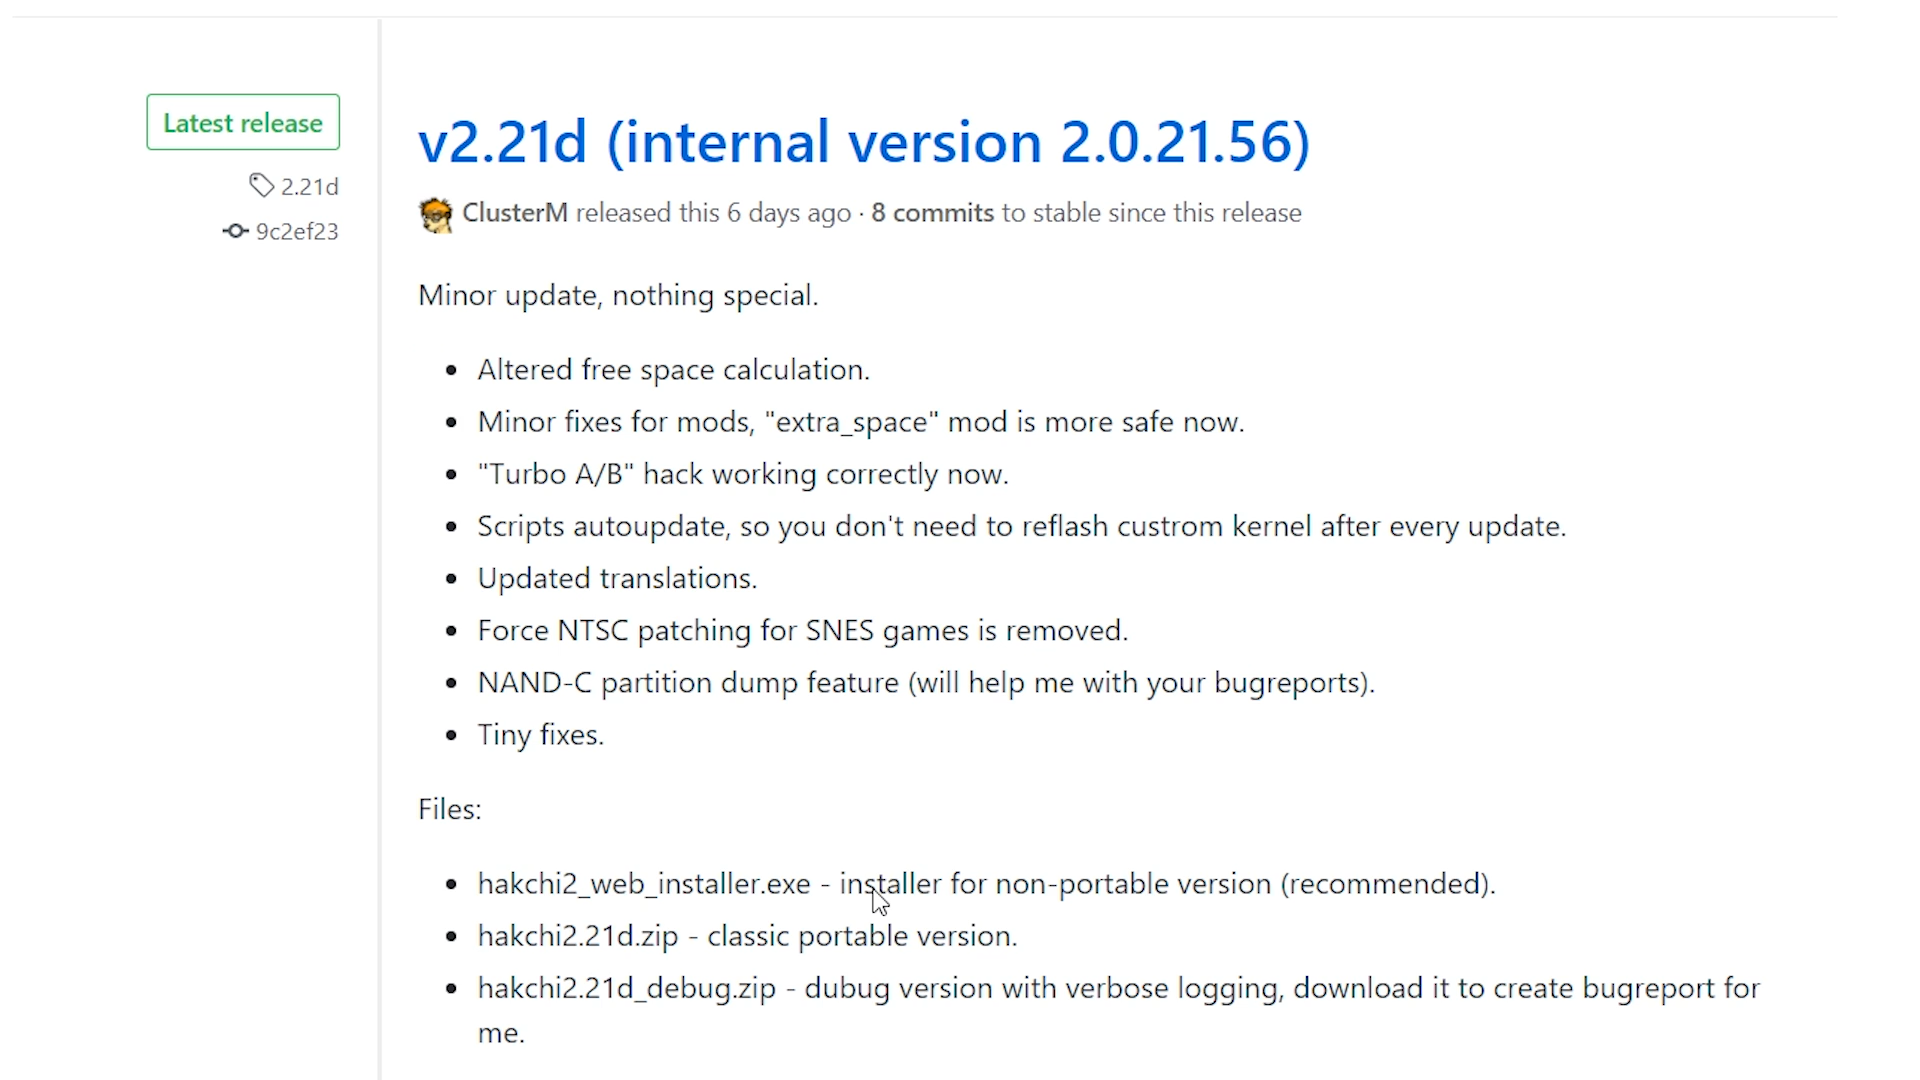 Latest release
2.21d
9c2ef23
v2.21d (internal version 2.0.21.56)
ClusterM released this 6 days ago · 8 commits to stable since this release
Minor update, nothing special.
• Altered free space calculation.
• Minor fixes for mods, "extra_space" mod is more safe now.
• "Turbo A/B" hack working correctly now.
• Scripts autoupdate, so you don't need to reflash custrom kernel after every update.
• Updated translations.
• Force NTSC patching for SNES games is removed.
• NAND-C partition dump feature (will help me with your bugreports).
• Tiny fixes.
Files:
• hakchi2_web_installer.exe - installer for non-portable version (recommended).
• hakchi2.21d.zip - classic portable version.
• hakchi2.21d_debug.zip - dubug version with verbose logging, download it to create bugreport for
me.